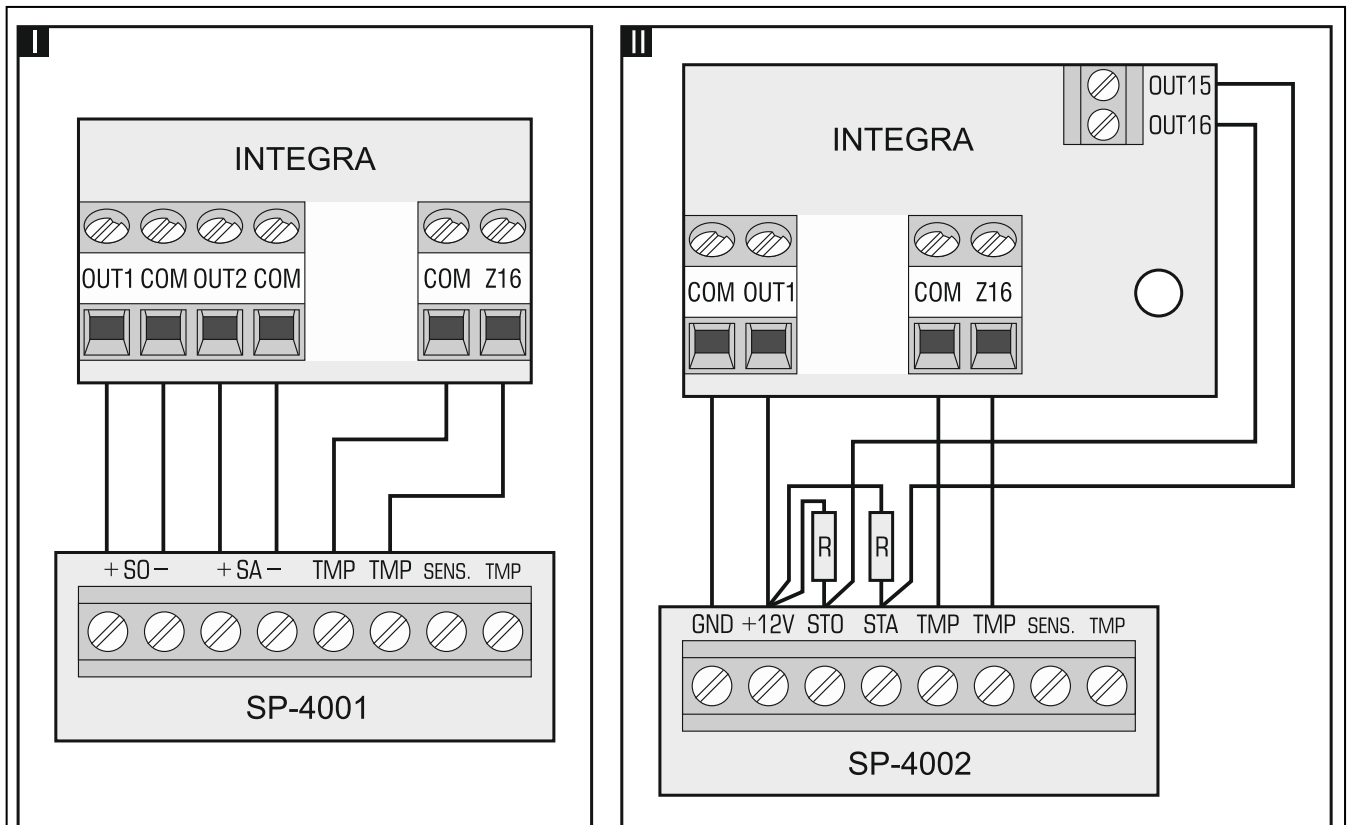 I
INTEGRA
OUT1 COM OUT2 COM COM Z16
+ SO − + SA − TMP TMP SENS. TMP
SP-4001
II
OUT15
OUT16
INTEGRA
COM OUT1 COM Z16
R R
GND +12V STO STA TMP TMP SENS. TMP
SP-4002